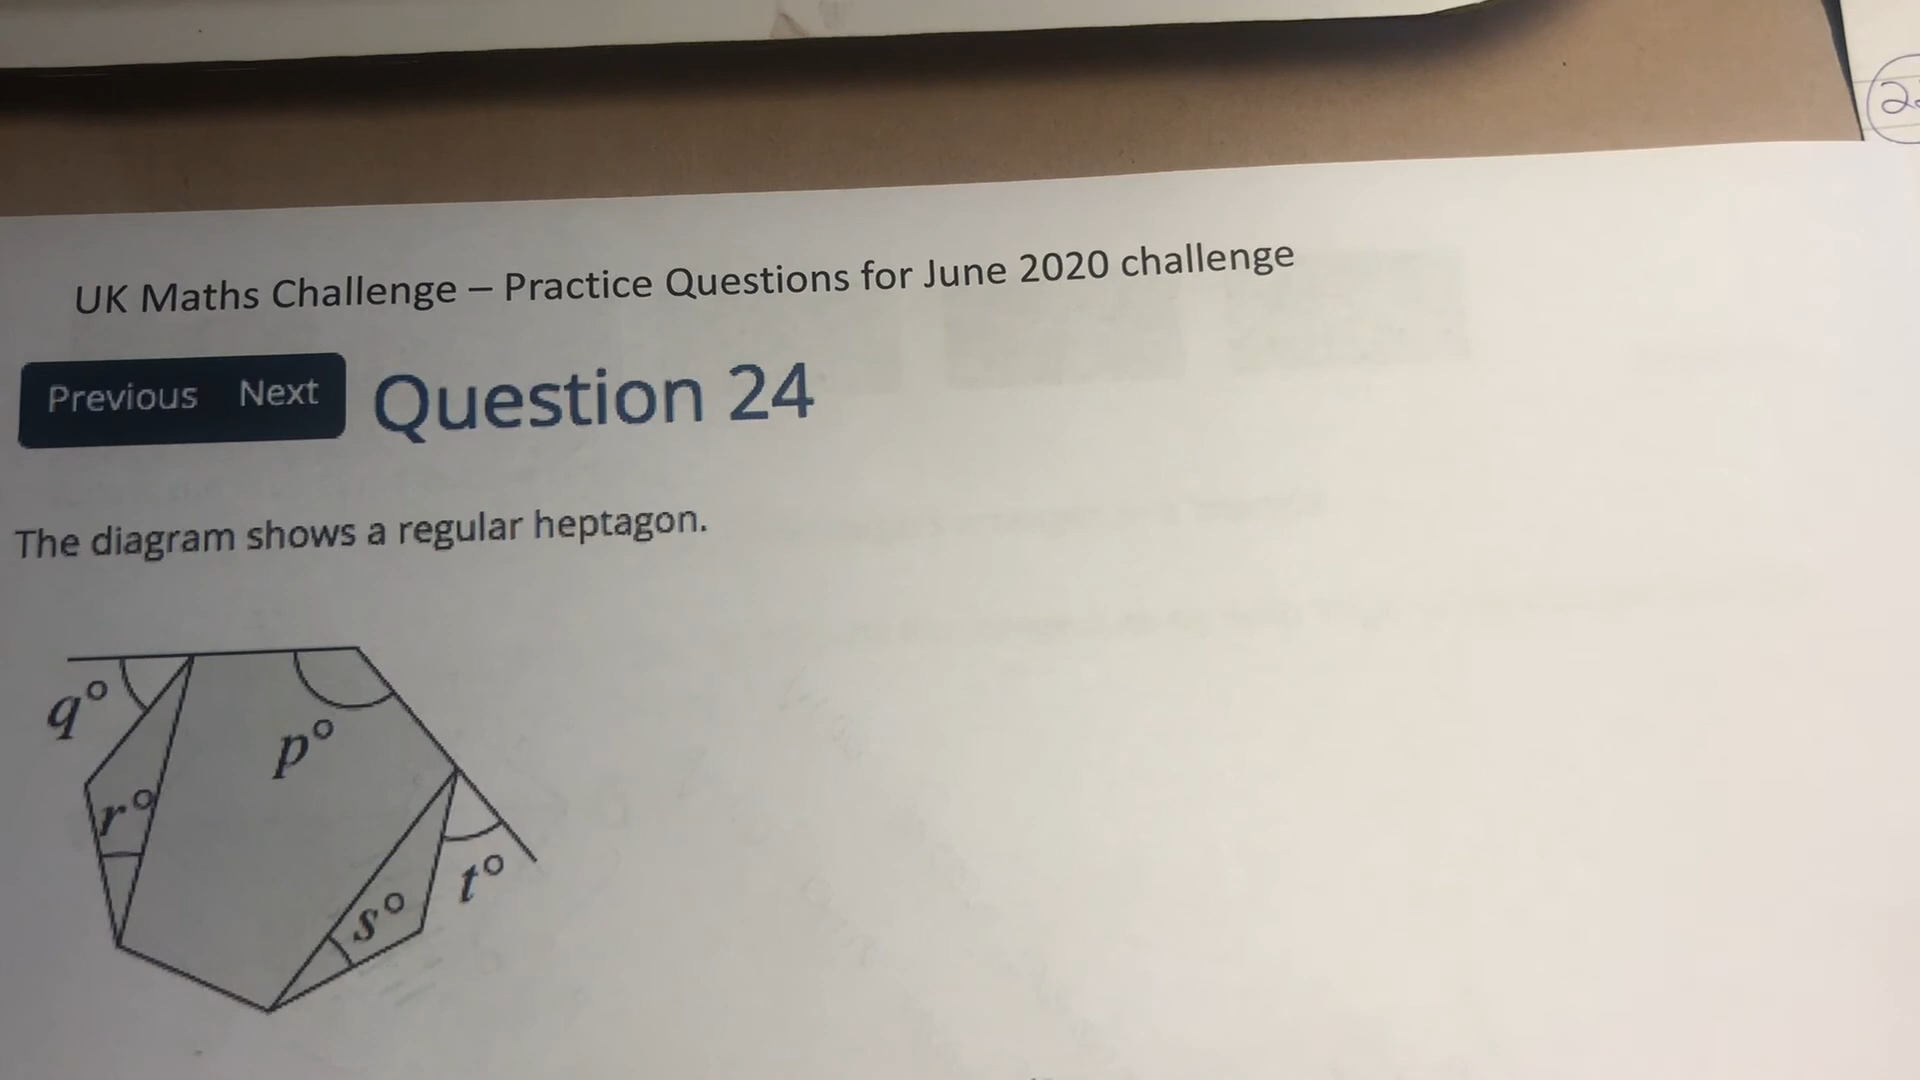 UK Maths Challenge – Practice Questions for June 2020 challenge
Previous Next Question 24
The diagram shows a regular heptagon.
q°
p°
r°
s°
t°